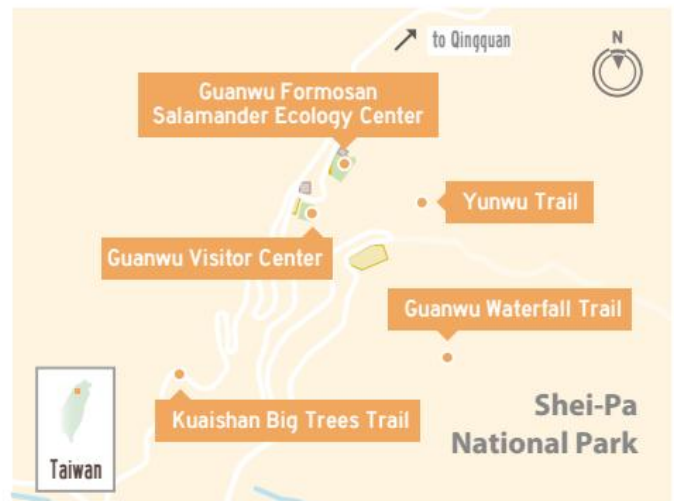 to Qingquan
N
Guanwu Formosan
Salamander Ecology Center
Yunwu Trail
Guanwu Visitor Center
Guanwu Waterfall Trail
Kuaishan Big Trees Trail
Shei-Pa
National Park
Taiwan